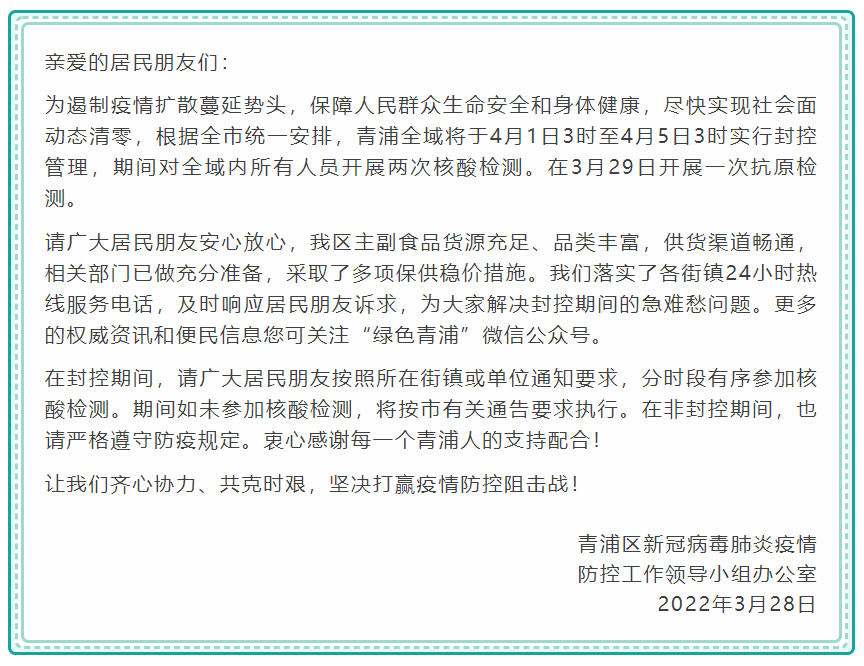 亲爱的居民朋友们：
为遏制疫情扩散蔓延势头，保障人民群众生命安全和身体健康，尽快实现社会面
动态清零，根据全市统一安排，青浦全域将于4月1日3时至4月5日3时实行封控
管理，期间对全域内所有人员开展两次核酸检测。在3月29日开展一次抗原检
测。
请广大居民朋友安心放心，我区主副食品货源充足、品类丰富，供货渠道畅通，
相关部门已做充分准备，采取了多项保供稳价措施。我们落实了各街镇24小时热
线服务电话，及时响应居民朋友诉求，为大家解决封控期间的急难愁问题。更多
的权威资讯和便民信息您可关注“绿色青浦”微信公众号。
在封控期间，请广大居民朋友按照所在街镇或单位通知要求，分时段有序参加核
酸检测。期间如未参加核酸检测，将按市有关通告要求执行。在非封控期间，也
请严格遵守防疫规定。衷心感谢每一个青浦人的支持配合！
让我们齐心协力、共克时艰，坚决打赢疫情防控阻击战！
青浦区新冠病毒肺炎疫情
防控工作领导小组办公室
2022年3月28日